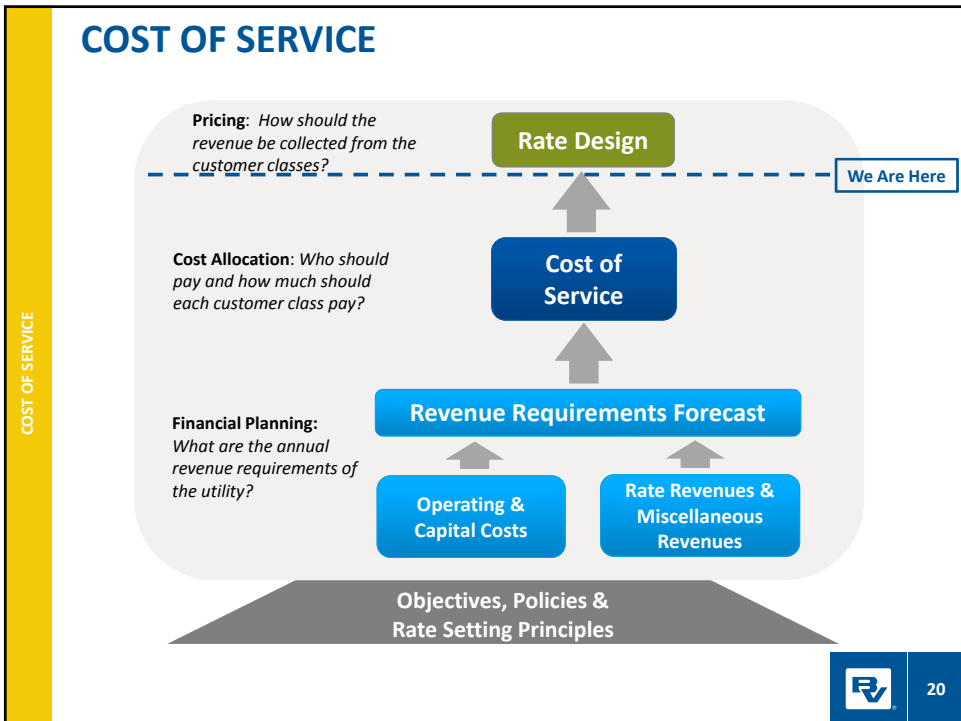 COST OF SERVICE
Pricing: How should the
revenue be collected from the
customer classes?
Rate Design
We Are Here
Cost Allocation: Who should
pay and how much should
each customer class pay?
Cost of
Service
COST OF SERVICE
Revenue Requirements Forecast
Financial Planning:
What are the annual
revenue requirements of
the utility?
Operating &
Capital Costs
Rate Revenues &
Miscellaneous
Revenues
Objectives, Policies &
Rate Setting Principles
BV
20